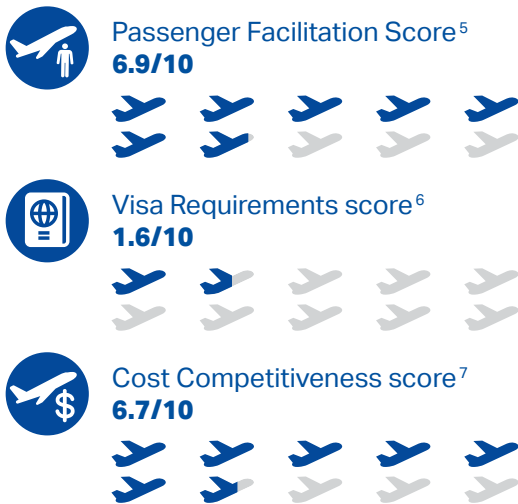 Passenger Facilitation Score⁵
6.9/10
Visa Requirements score⁶
1.6/10
Cost Competitiveness score⁷
6.7/10
$